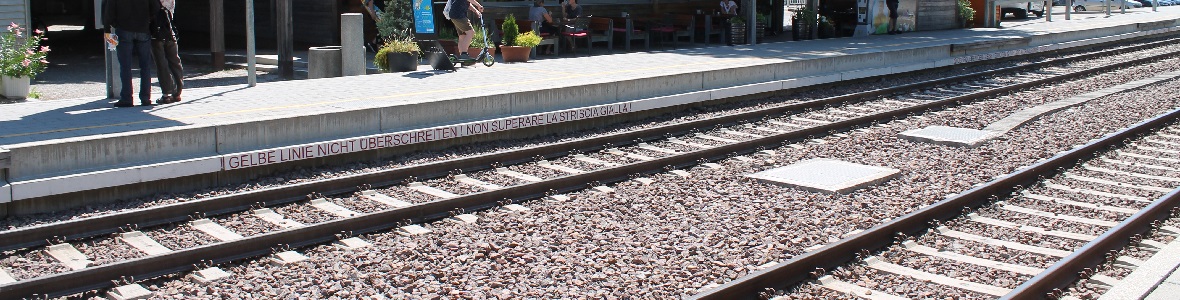 !! GELBE LINIE NICHT ÜBERSCHREITEN ! NON SUPERARE LA STRISCIA GIALLA !